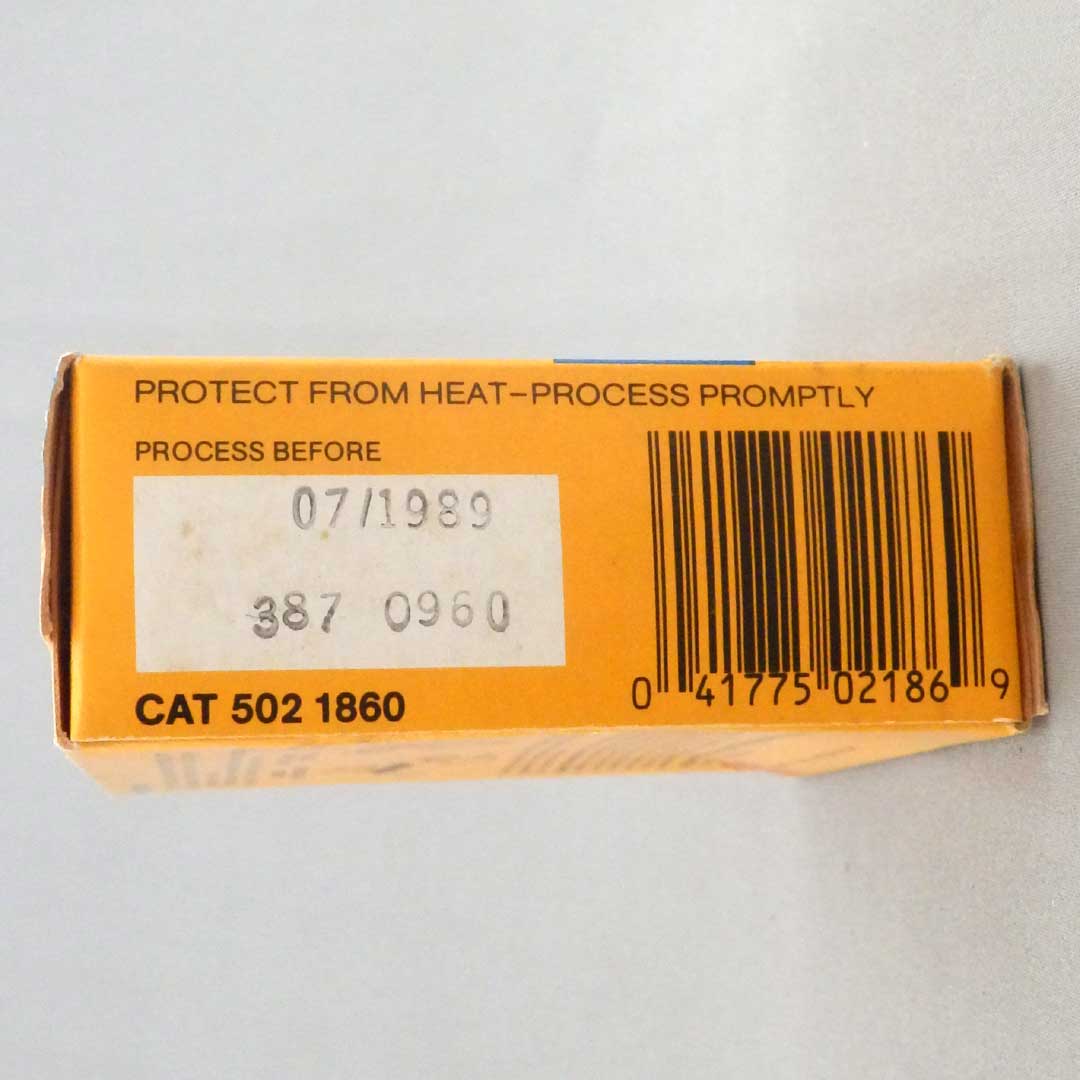 PROTECT FROM HEAT-PROCESS PROMPTLY
PROCESS BEFORE
07/1989
387 0960
CAT 502 1860
0 41775 02186 9